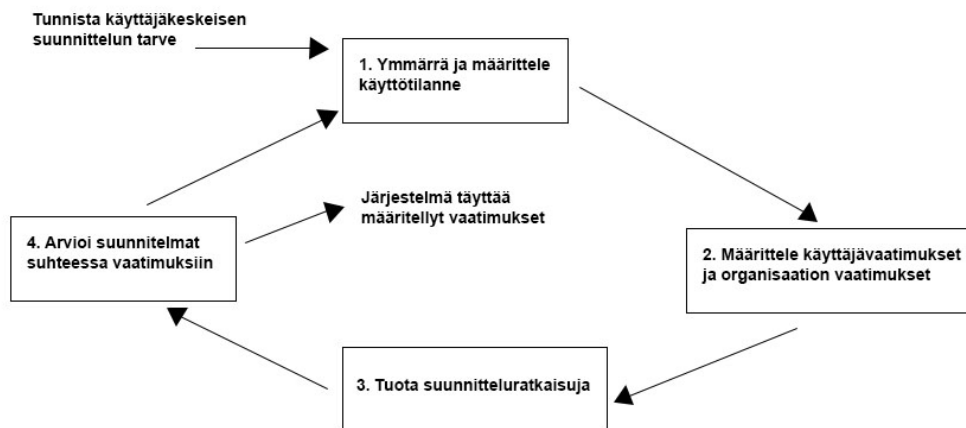 Tunnista käyttäjäkeskeisen
suunnittelun tarve
1. Ymmärrä ja määrittele
käyttötilanne
Järjestelmä täyttää
määritellyt vaatimukset
4. Arvioi suunnitelmat
suhteessa vaatimuksiin
2. Määrittele käyttäjävaatimukset
ja organisaation vaatimukset
3. Tuota suunnitteluratkaisuja